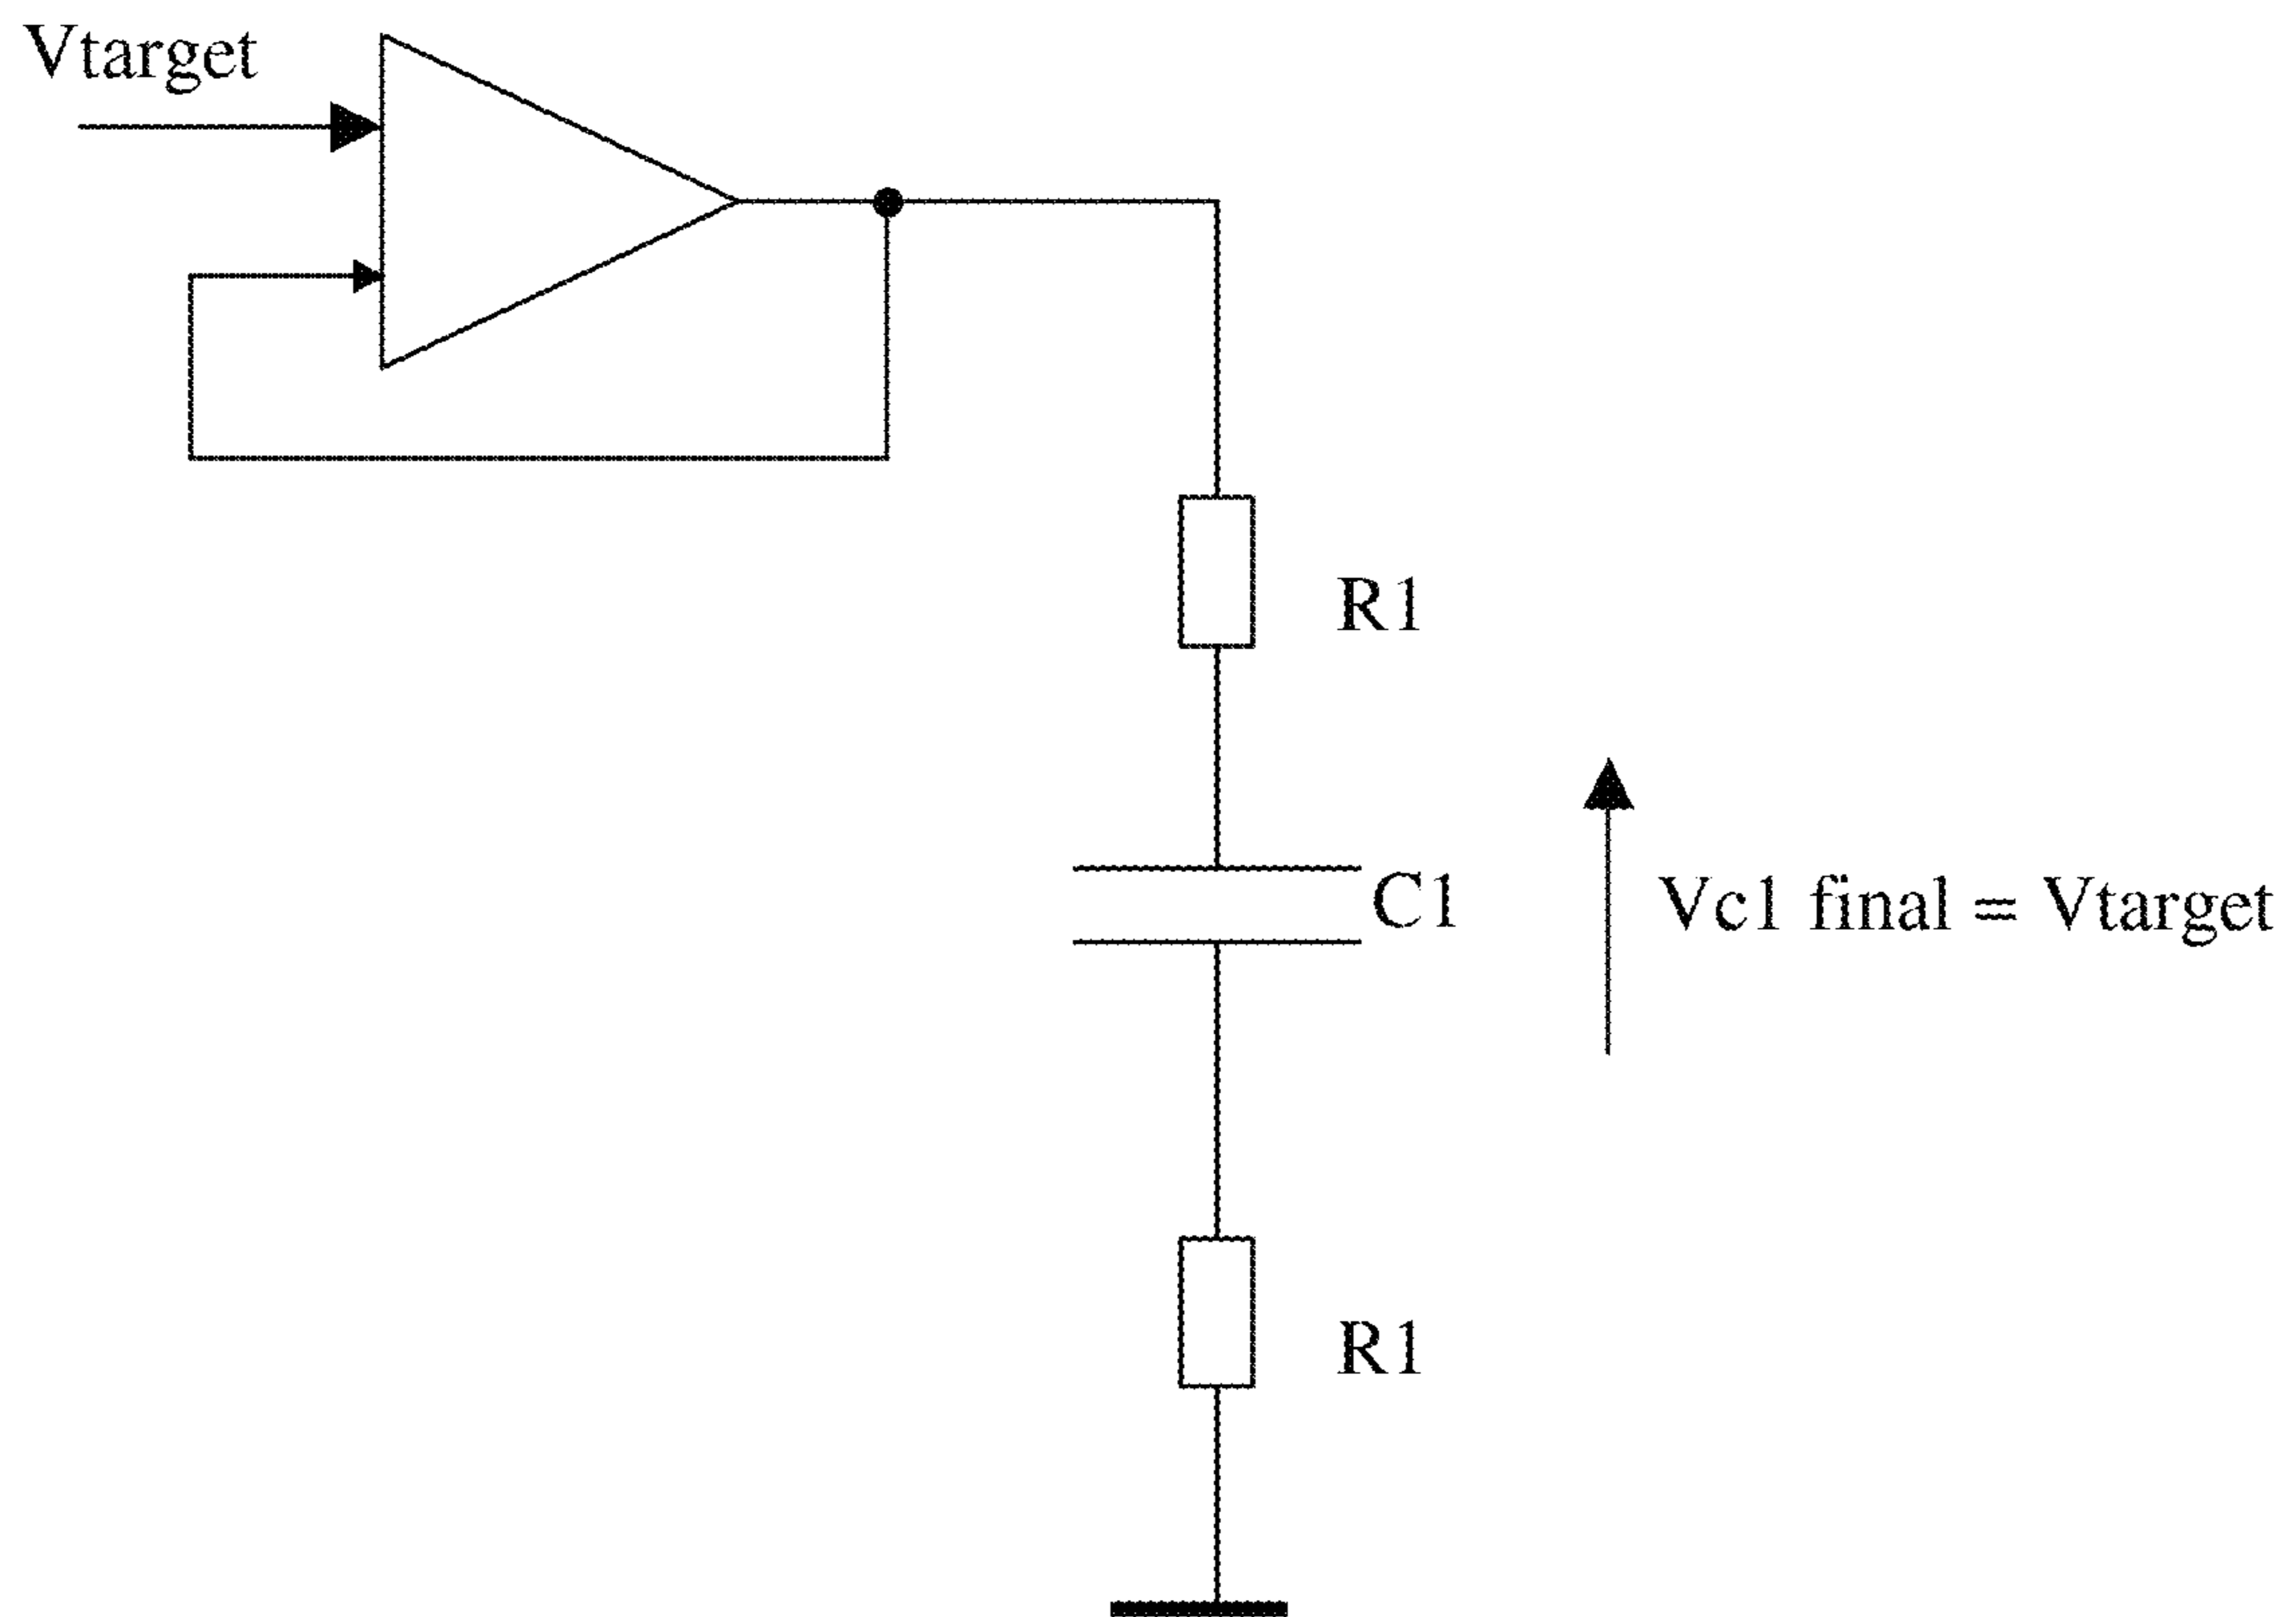 Vtarget
R1
C1
Vc1 final = Vtarget
R1